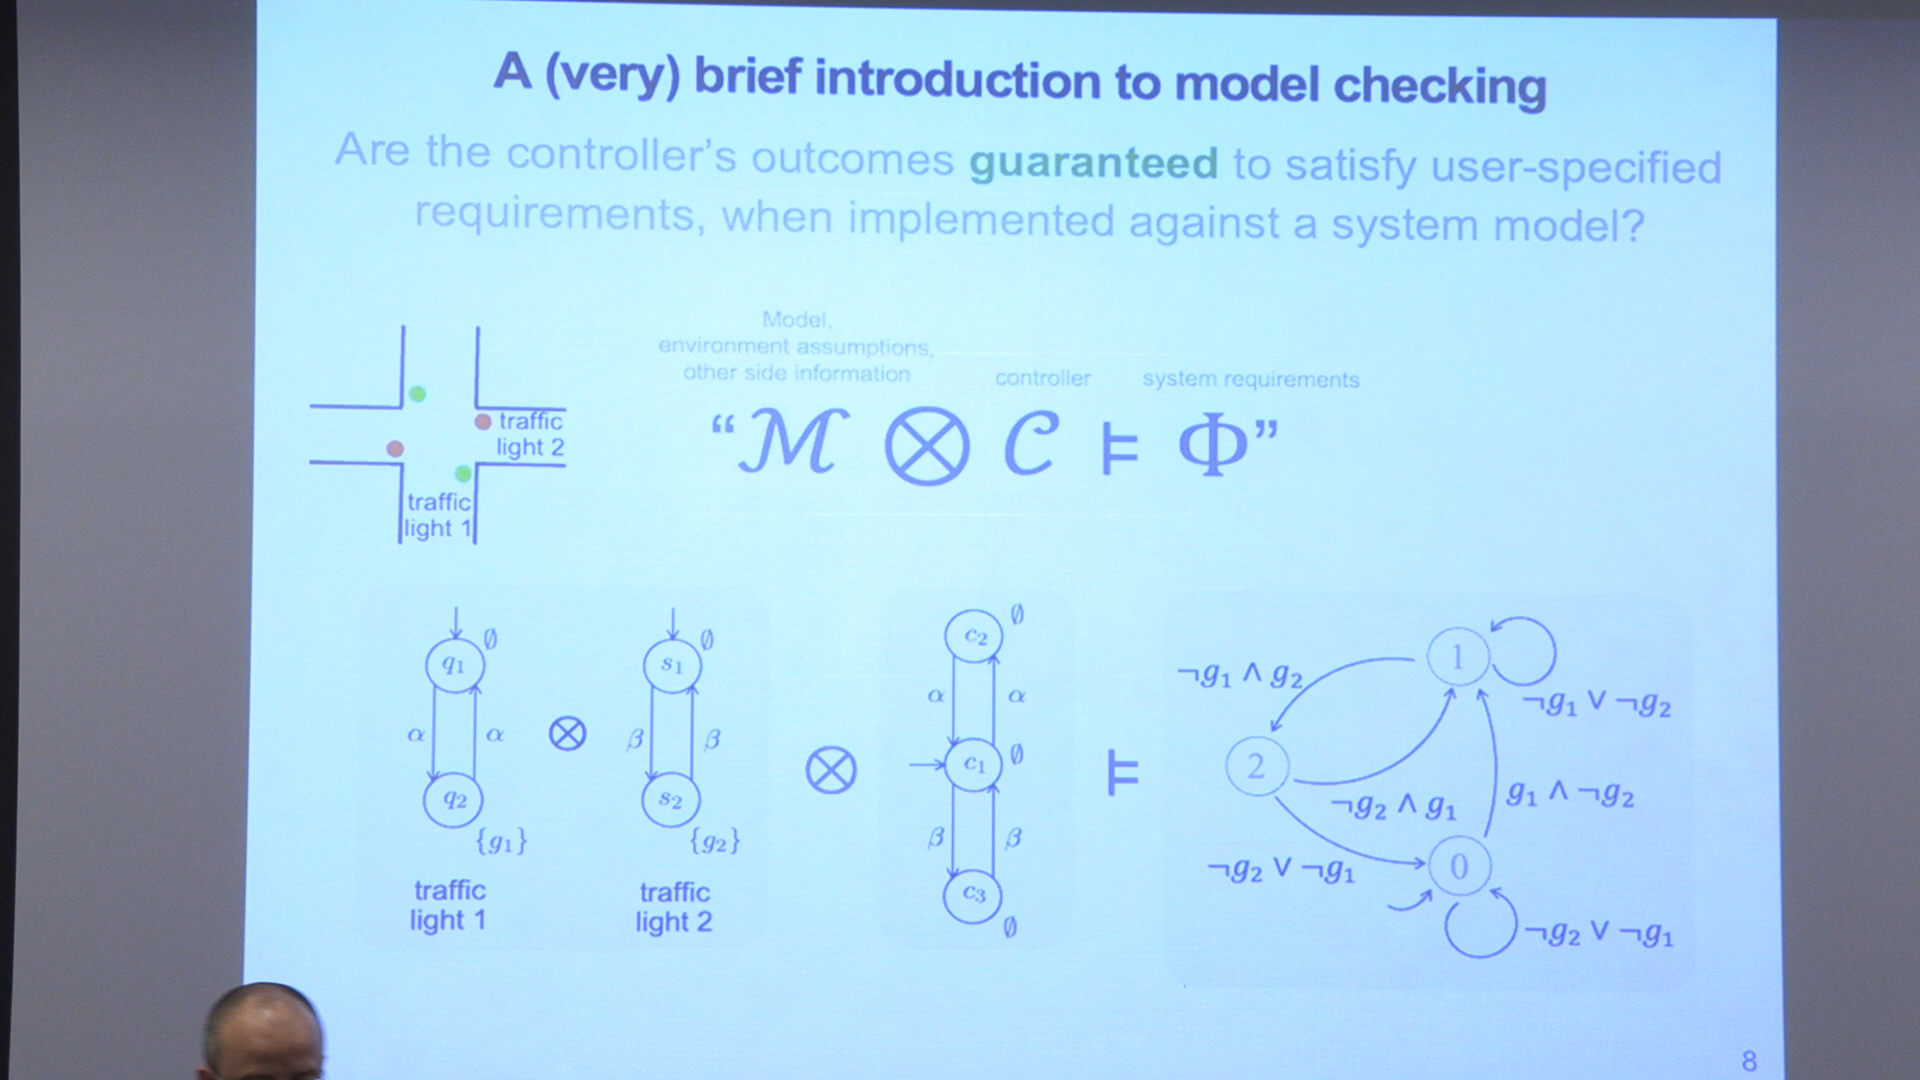 A (very) brief introduction to model checking
Are the controller's outcomes guaranteed to satisfy user-specified
requirements, when implemented against a system model?
Model,
environment assumptions,
other side information
controller
system requirements
“ℳ ⊗ 𝒞 ⊨ Φ”
traffic
light 2
traffic
light 1
∅
q₁
α
α
q₂
{g₁}
traffic
light 1
⊗
∅
s₁
β
β
s₂
{g₂}
traffic
light 2
⊗
∅
c₂
α
α
c₁
∅
β
β
c₃
∅
⊨
1
¬g₁ ∧ g₂
¬g₁ ∨ ¬g₂
2
¬g₂ ∧ g₁
g₁ ∧ ¬g₂
¬g₂ ∨ ¬g₁
0
¬g₂ ∨ ¬g₁
8